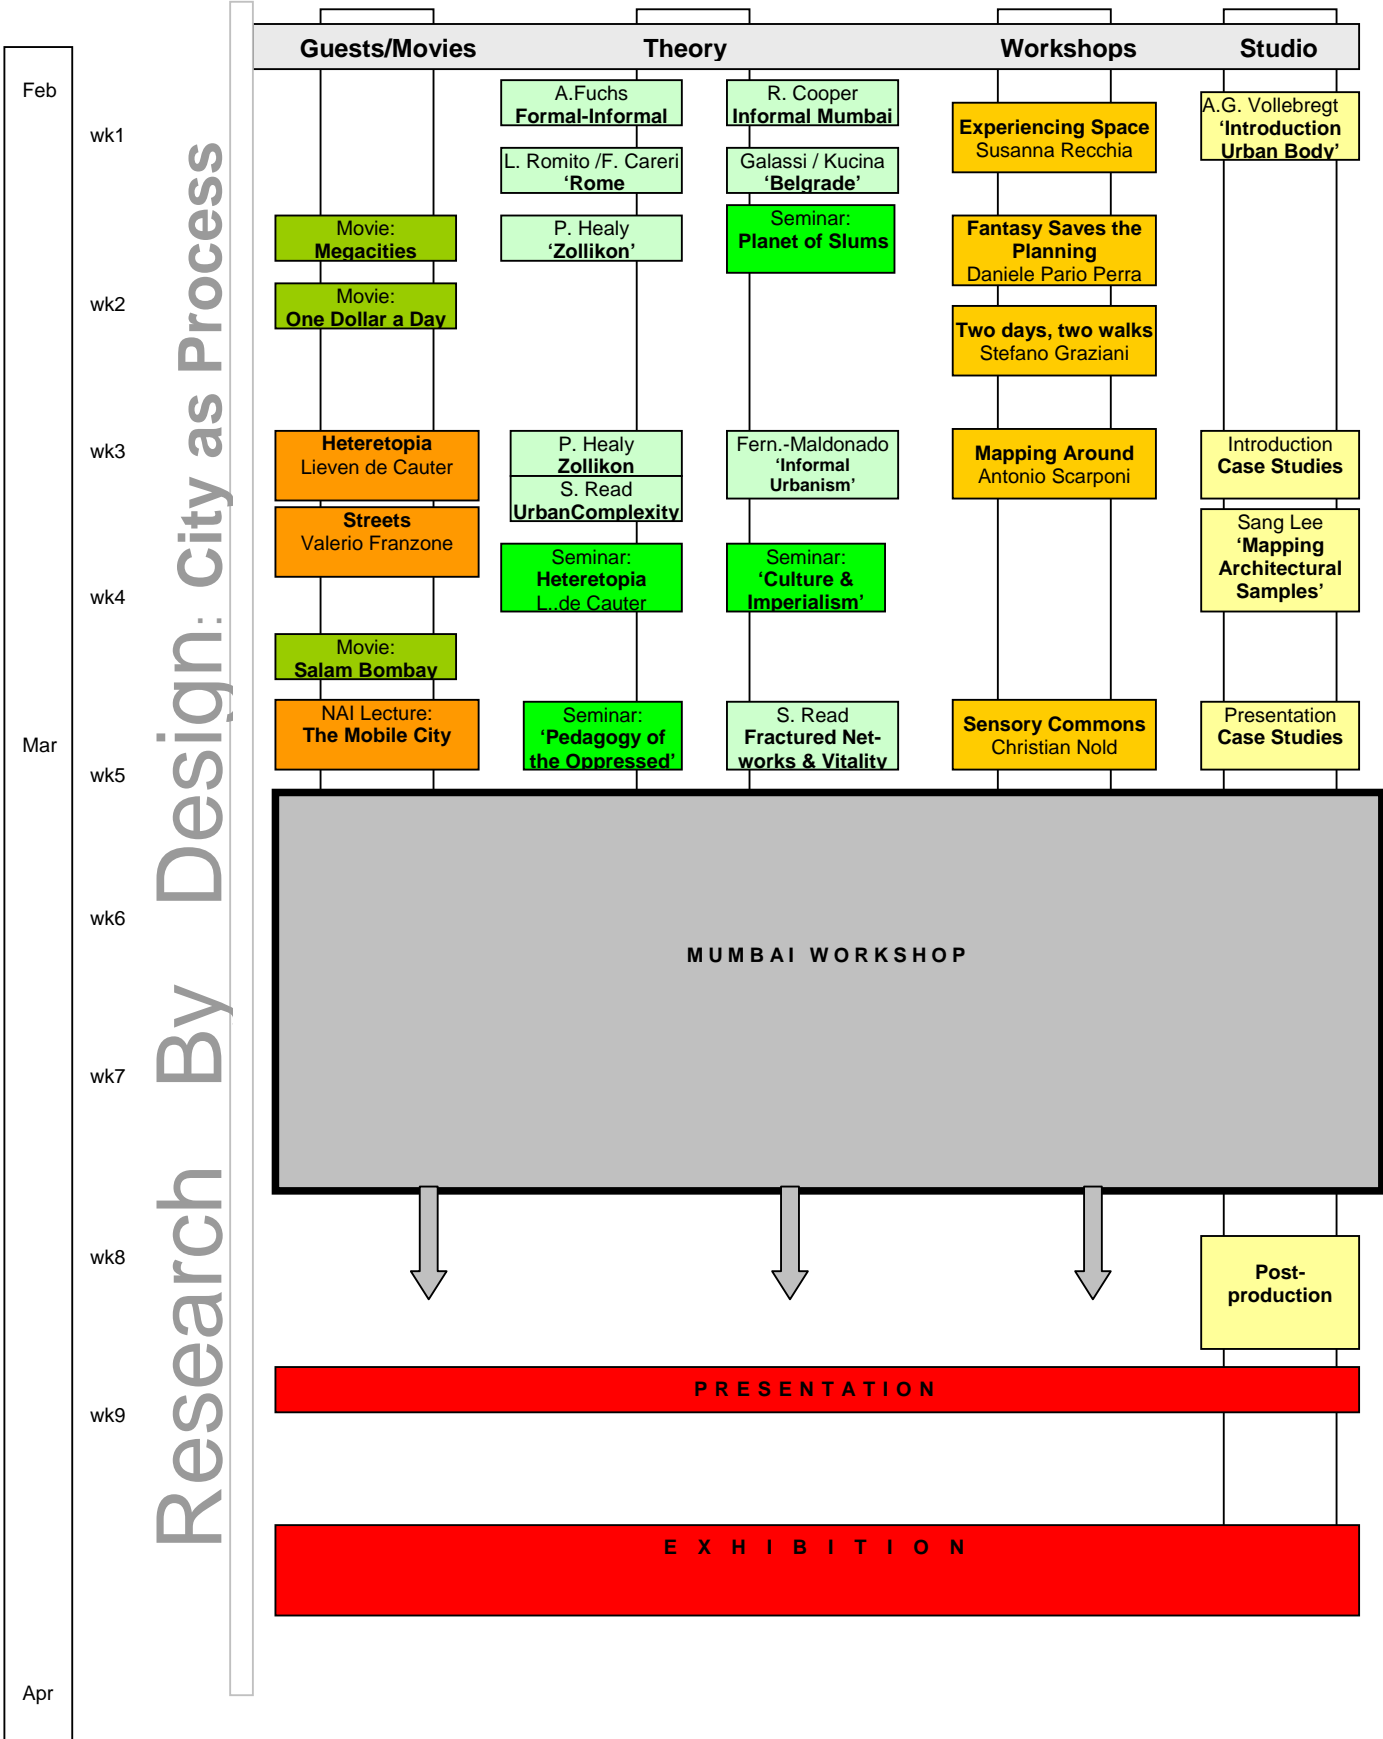 Guests/Movies
Theory
Workshops
Studio
Feb
wk1
wk2
wk3
wk4
Mar
wk5
wk6
wk7
wk8
wk9
Apr
Research By Design: City as Process
Movie:
Megacities
Movie:
One Dollar a Day
Heteretopia
Lieven de Cauter
Streets
Valerio Franzone
Movie:
Salam Bombay
NAI Lecture:
The Mobile City
A.Fuchs
Formal-Informal
L. Romito /F. Careri
‘Rome
P. Healy
‘Zollikon’
P. Healy
Zollikon
S. Read
UrbanComplexity
Seminar:
Heteretopia
L..de Cauter
Seminar:
‘Pedagogy of
the Oppressed’
R. Cooper
Informal Mumbai
Galassi / Kucina
‘Belgrade’
Seminar:
Planet of Slums
Fern.-Maldonado
‘Informal
Urbanism’
Seminar:
‘Culture &
Imperialism’
S. Read
Fractured Net-
works & Vitality
Experiencing Space
Susanna Recchia
Fantasy Saves the
Planning
Daniele Pario Perra
Two days, two walks
Stefano Graziani
Mapping Around
Antonio Scarponi
Sensory Commons
Christian Nold
A.G. Vollebregt
‘Introduction
Urban Body’
Introduction
Case Studies
Sang Lee
‘Mapping
Architectural
Samples’
Presentation
Case Studies
MUMBAI WORKSHOP
Post-
production
PRESENTATION
EXHIBITION